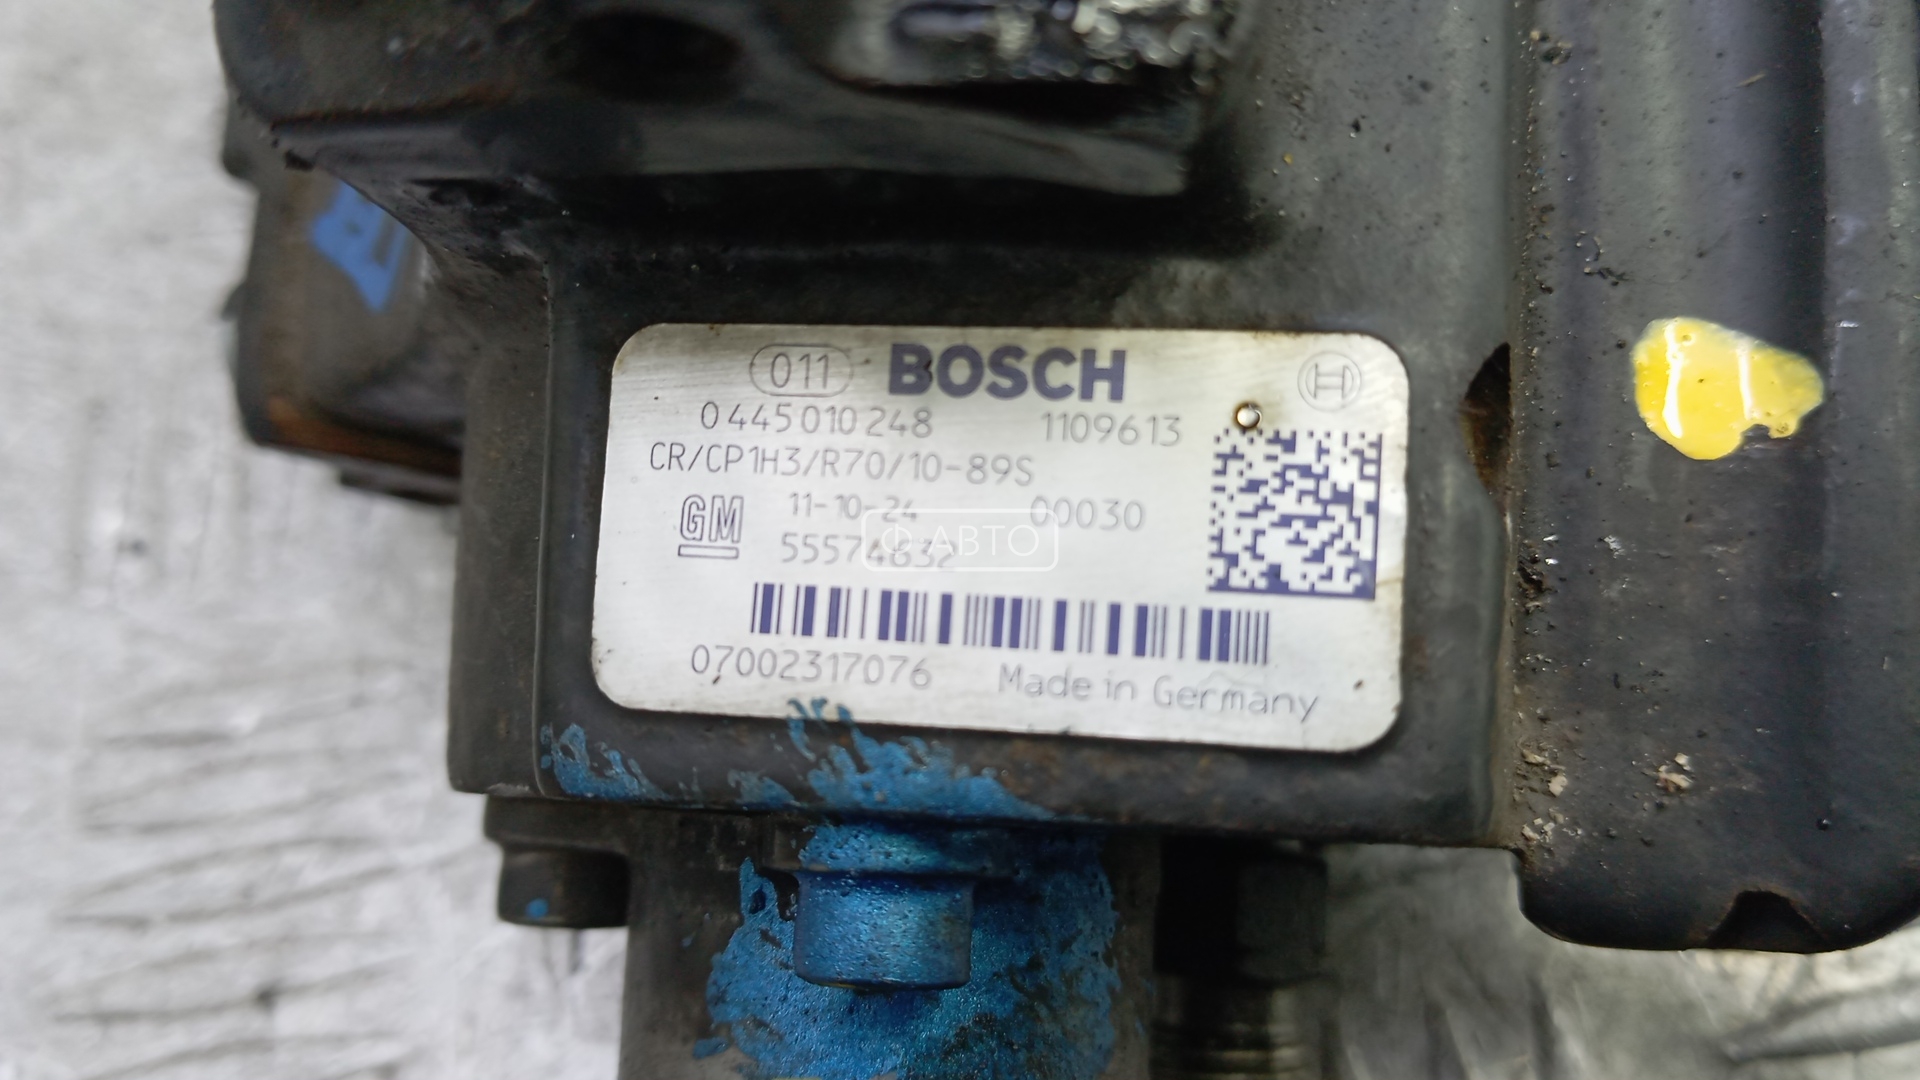 011 BOSCH
0 445 010 248 1109613
CR/CP1H3/R70/10-89S
GM 11-10-24 00030
55574832
Ф АВТО
07002317076 Made in Germany